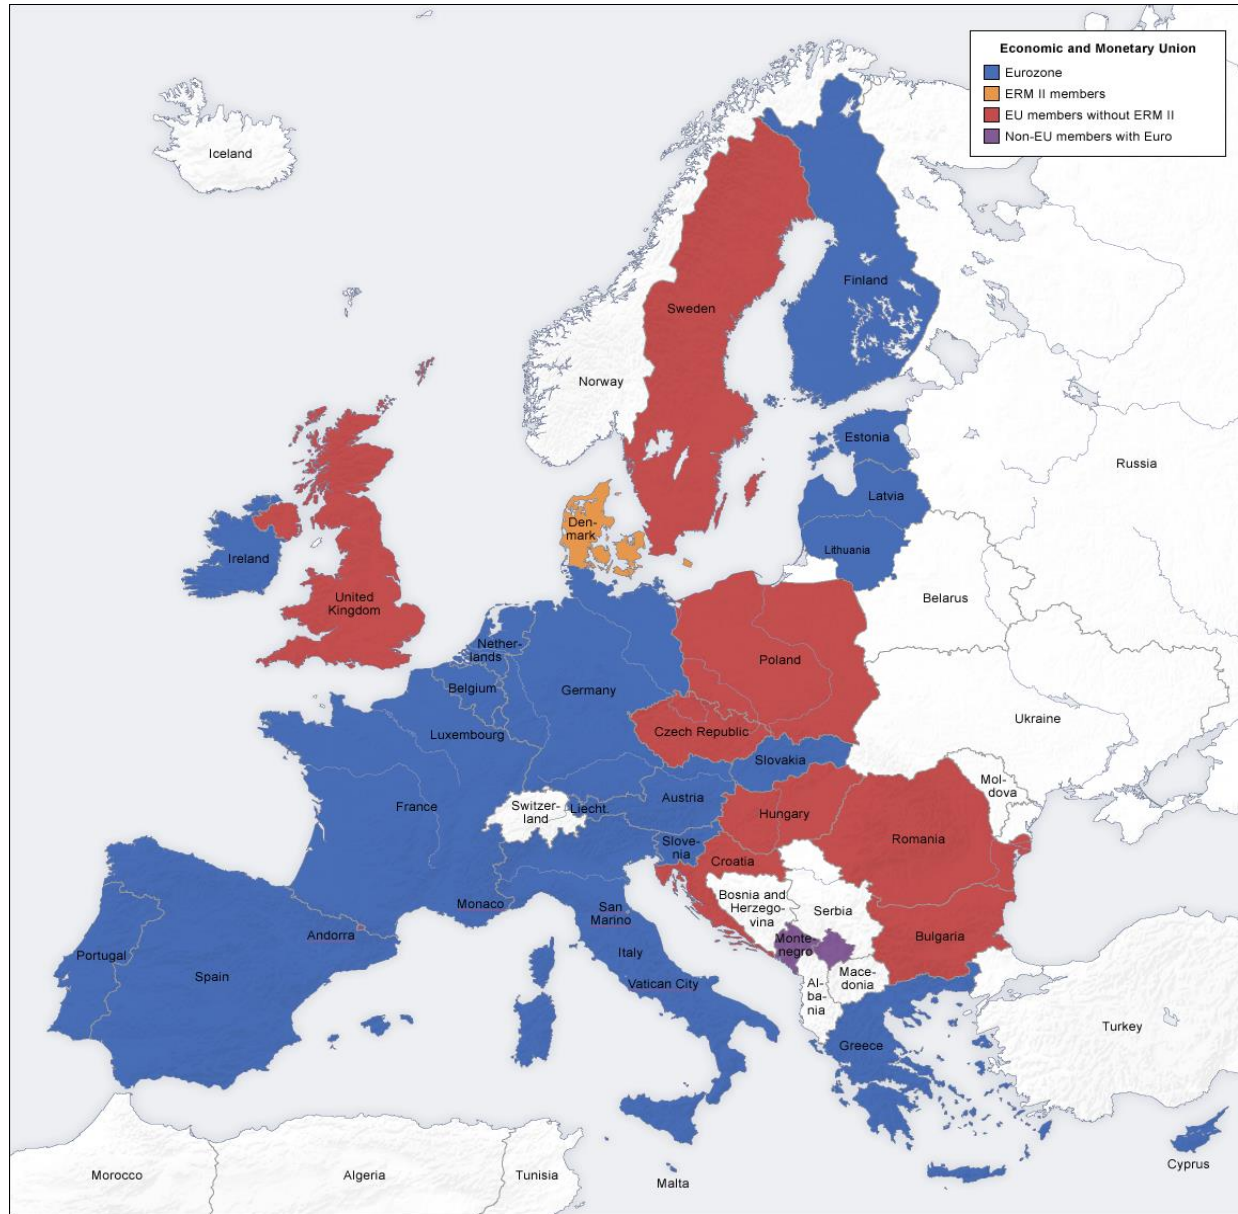 Economic and Monetary Union
Eurozone
ERM II members
EU members without ERM II
Non-EU members with Euro
Iceland
Finland
Sweden
Norway
Estonia
Russia
Latvia
Den-
mark
Lithuania
Ireland
United
Kingdom
Belarus
Nether-
lands
Poland
Belgium
Germany
Ukraine
Luxembourg
Czech Republic
Slovakia
Mol-
dova
France
Switzer-
land
Liecht.
Austria
Hungary
Romania
Slove-
nia
Croatia
Bosnia and
Herzego-
vina
Serbia
Monaco
San
Marino
Andorra
Monte-
negro
Bulgaria
Portugal
Italy
Spain
Vatican City
Mace-
donia
Al-
ba-
nia
Turkey
Greece
Cyprus
Morocco
Algeria
Tunisia
Malta